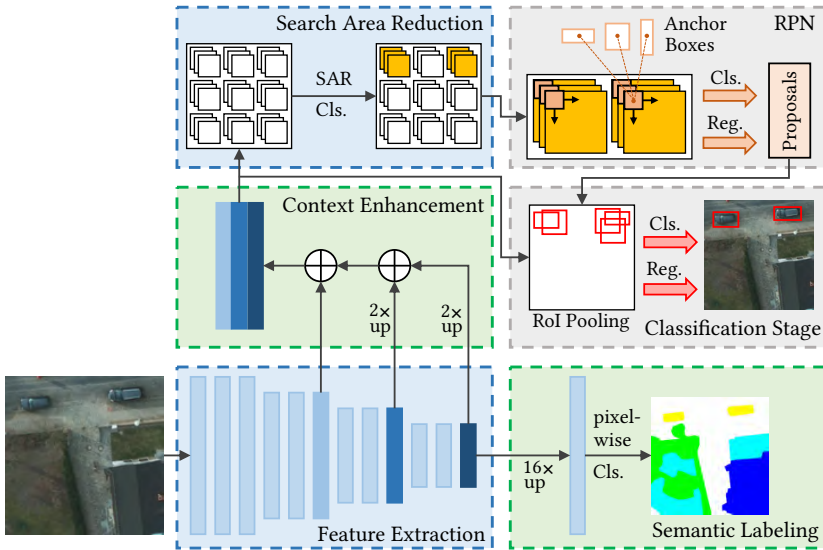 Search Area Reduction
SAR
Cls.
Anchor
Boxes
RPN
Cls.
Reg.
Proposals
Context Enhancement
2×
up
2×
up
Cls.
Reg.
RoI Pooling
Classification Stage
Feature Extraction
16×
up
pixel-
wise
Cls.
Semantic Labeling